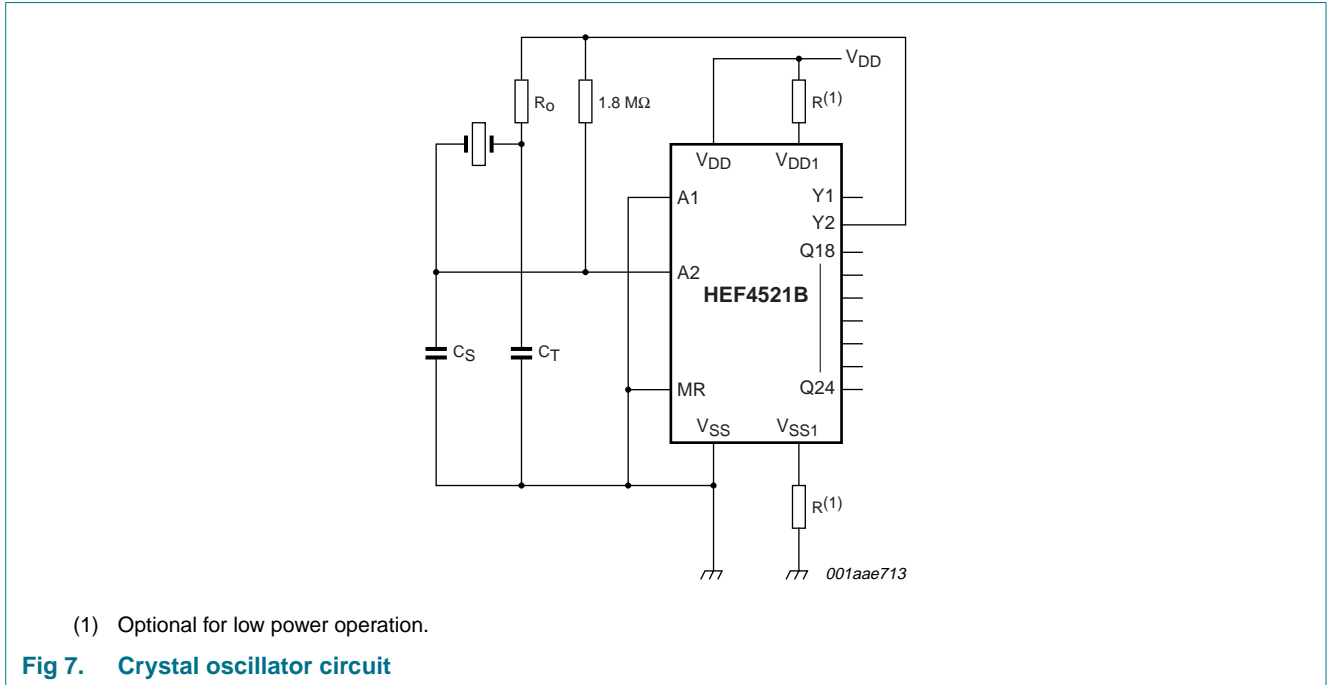 V_DD
R_O
1.8 MΩ
R^(1)
V_DD
V_DD1
A1
Y1
Y2
Q18
A2
HEF4521B
C_S
C_T
MR
Q24
V_SS
V_SS1
R^(1)
001aae713
(1) Optional for low power operation.
Fig 7. Crystal oscillator circuit